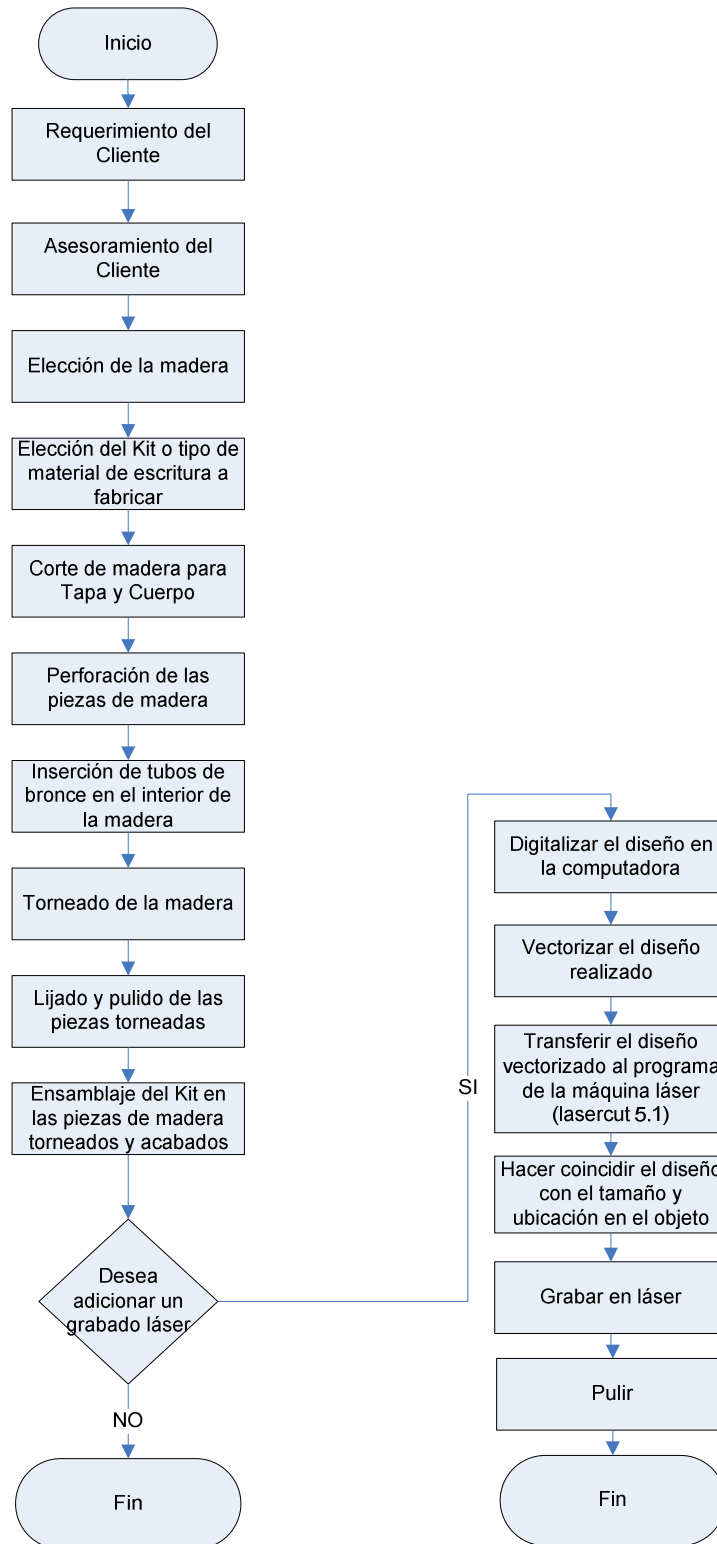 Inicio
Requerimiento del
Cliente
Asesoramiento del
Cliente
Elección de la madera
Elección del Kit o tipo de
material de escritura a
fabricar
Corte de madera para
Tapa y Cuerpo
Perforación de las
piezas de madera
Inserción de tubos de
bronce en el interior de
la madera
Torneado de la madera
Lijado y pulido de las
piezas torneadas
Ensamblaje del Kit en
las piezas de madera
torneados y acabados
Desea
adicionar un
grabado láser
NO
Fin
SI
Digitalizar el diseño en
la computadora
Vectorizar el diseño
realizado
Transferir el diseño
vectorizado al programa
de la máquina láser
(lasercut 5.1)
Hacer coincidir el diseño
con el tamaño y
ubicación en el objeto
Grabar en láser
Pulir
Fin